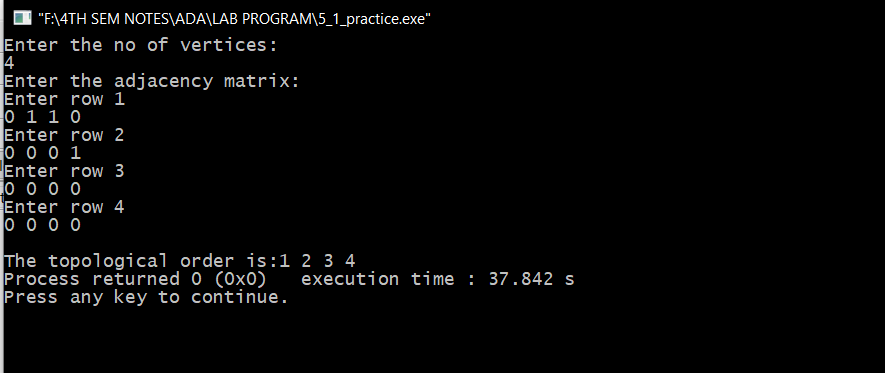 "F:\4TH SEM NOTES\ADA\LAB PROGRAM\5_1_practice.exe"
Enter the no of vertices:
4
Enter the adjacency matrix:
Enter row 1
0 1 1 0
Enter row 2
0 0 0 1
Enter row 3
0 0 0 0
Enter row 4
0 0 0 0
The topological order is:1 2 3 4
Process returned 0 (0x0)   execution time : 37.842 s
Press any key to continue.